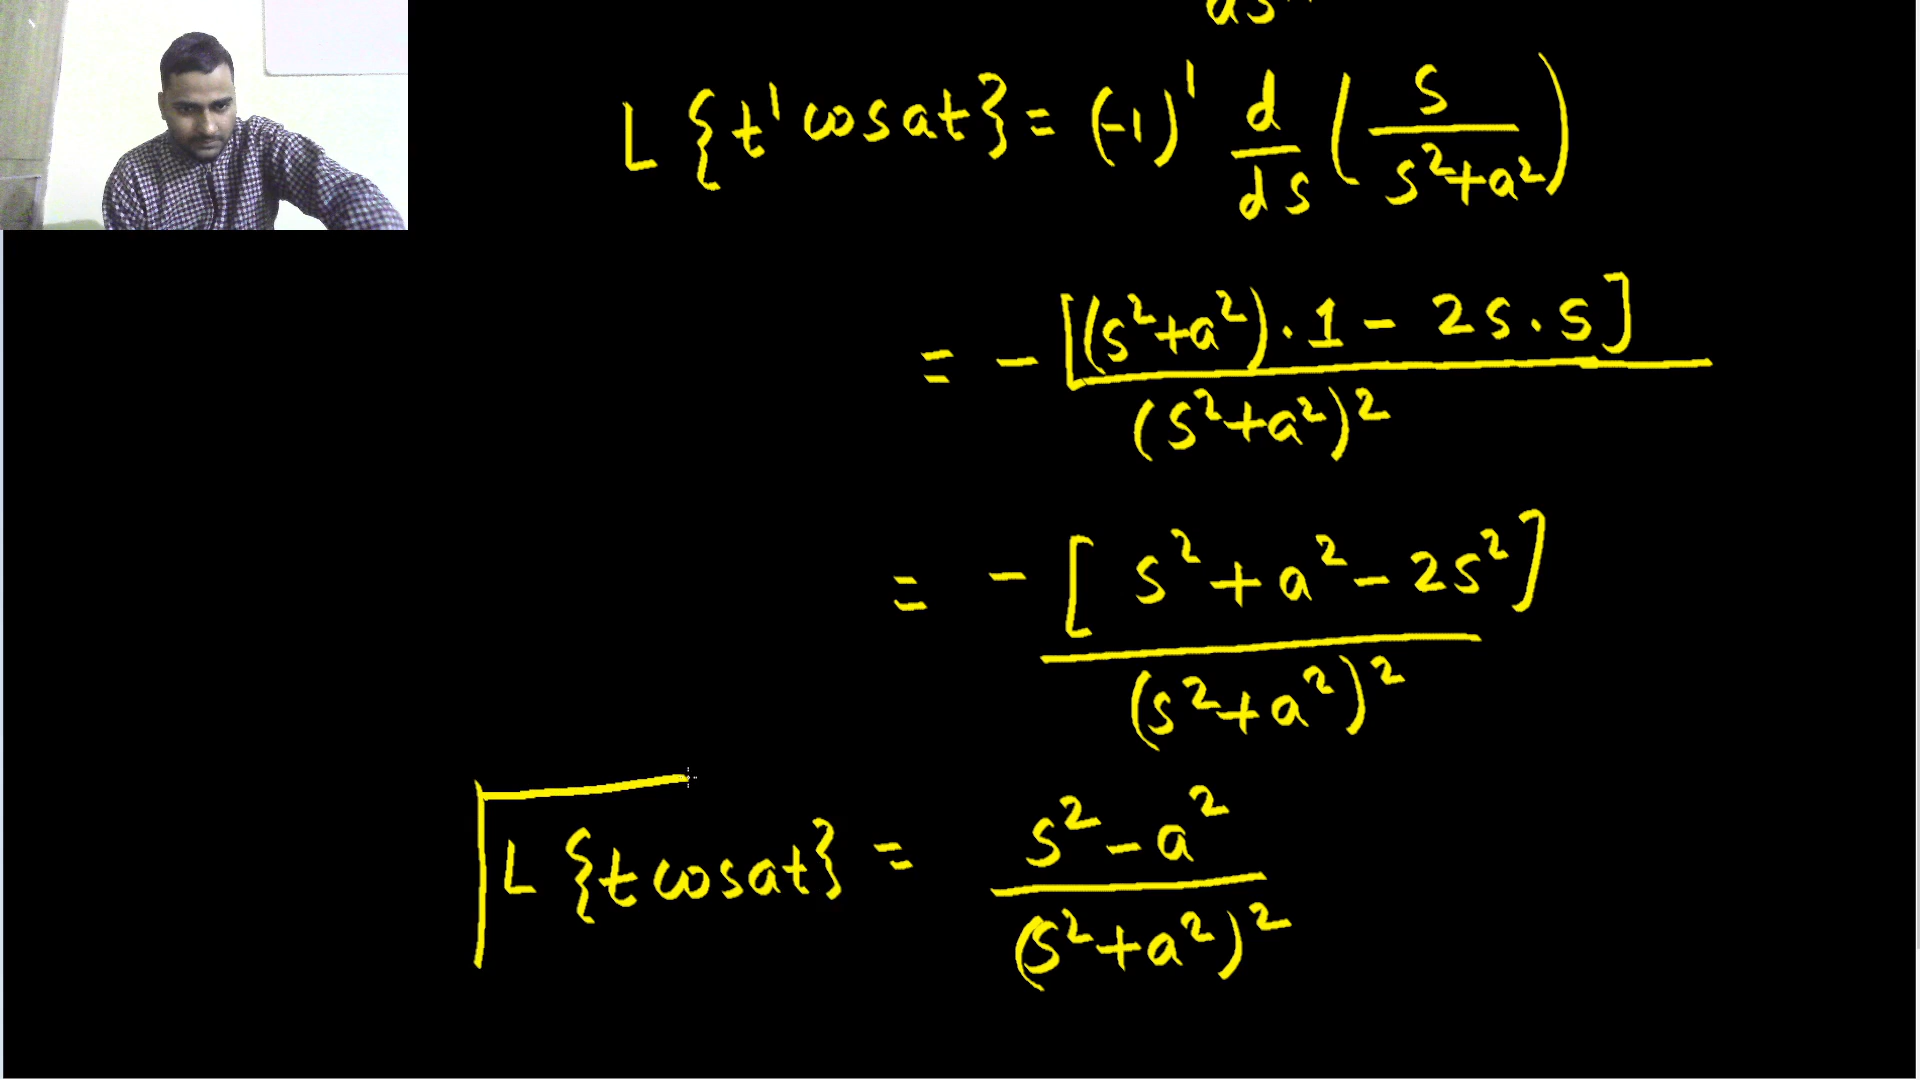 ds
L {t¹ cos at} = (-1)¹ d/ds (s/(s²+a²))
= - [(s²+a²)·1 - 2s·s] / (s²+a²)²
= - [s²+a²-2s²] / (s²+a²)²
L {t cos at} = (s²-a²) / (s²+a²)²